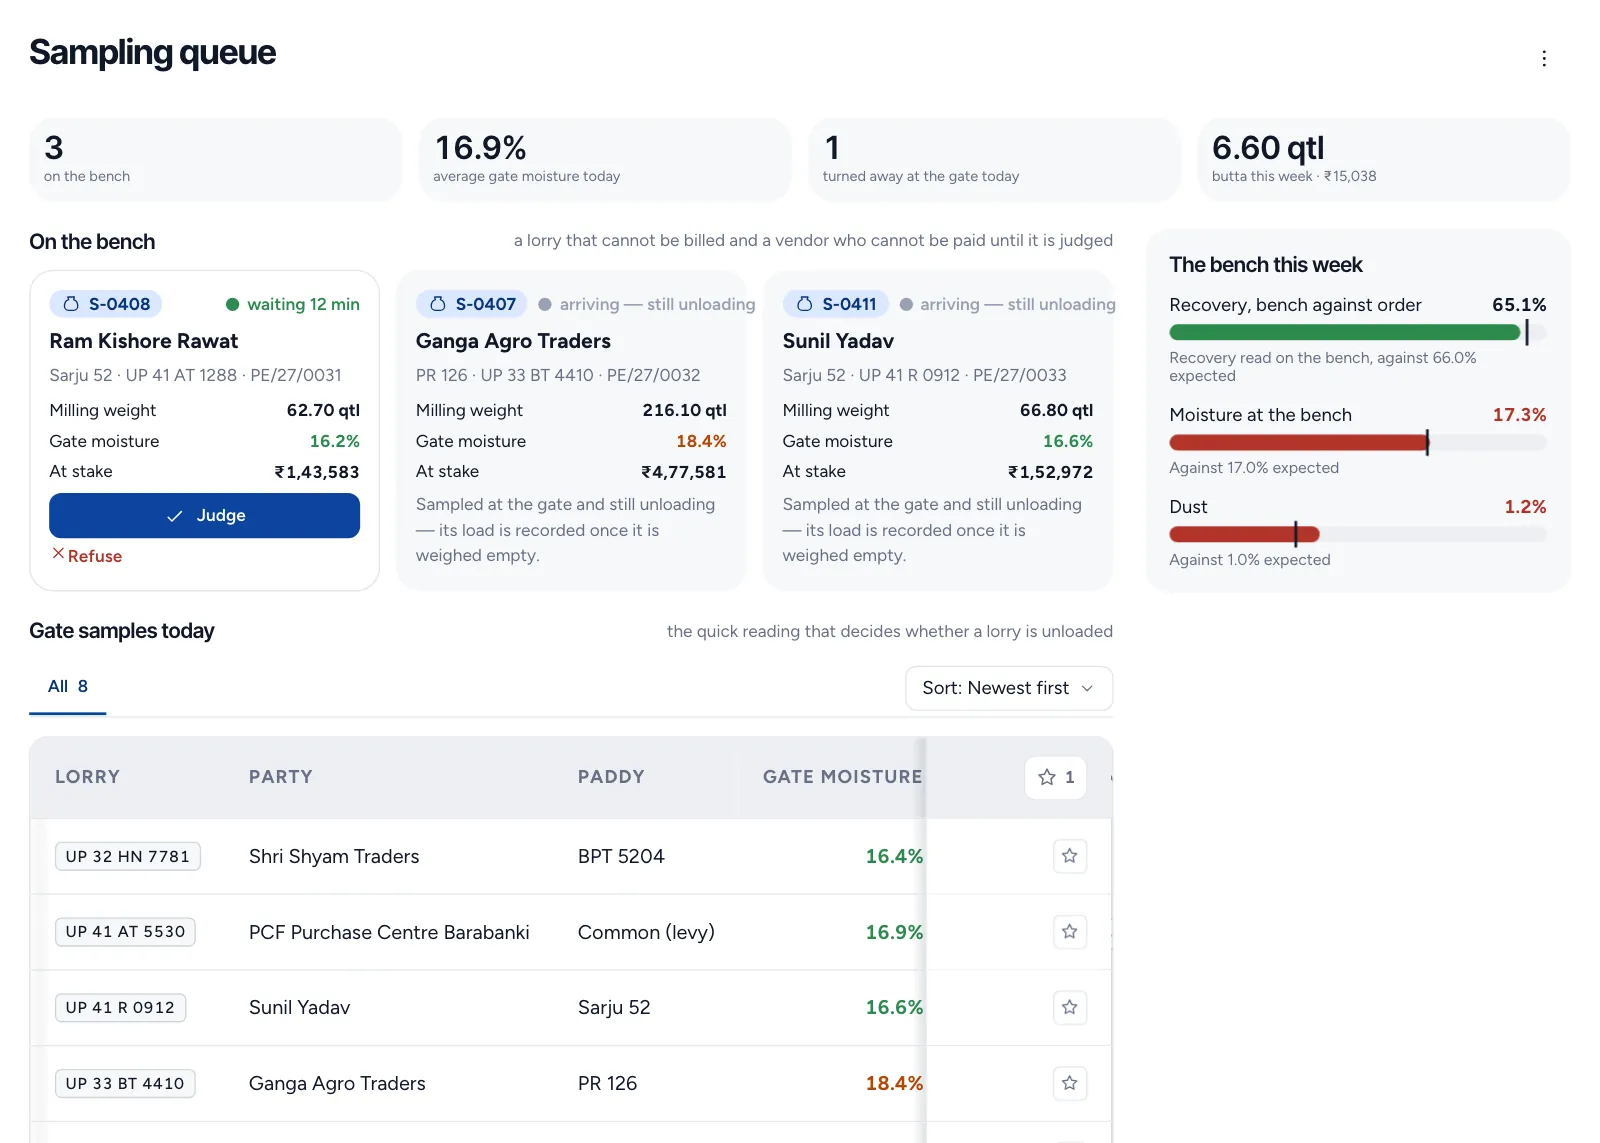 Sampling queue
3
on the bench
16.9%
average gate moisture today
1
turned away at the gate today
6.60 qtl
butta this week · ₹15,038
On the bench
a lorry that cannot be billed and a vendor who cannot be paid until it is judged
S-0408
waiting 12 min
Ram Kishore Rawat
Sarju 52 · UP 41 AT 1288 · PE/27/0031
Milling weight 62.70 qtl
Gate moisture 16.2%
At stake ₹1,43,583
Judge
Refuse
S-0407
arriving — still unloading
Ganga Agro Traders
PR 126 · UP 33 BT 4410 · PE/27/0032
Milling weight 216.10 qtl
Gate moisture 18.4%
At stake ₹4,77,581
Sampled at the gate and still unloading
— its load is recorded once it is
weighed empty.
S-0411
arriving — still unloading
Sunil Yadav
Sarju 52 · UP 41 R 0912 · PE/27/0033
Milling weight 66.80 qtl
Gate moisture 16.6%
At stake ₹1,52,972
Sampled at the gate and still unloading
— its load is recorded once it is
weighed empty.
The bench this week
Recovery, bench against order 65.1%
Recovery read on the bench, against 66.0%
expected
Moisture at the bench 17.3%
Against 17.0% expected
Dust 1.2%
Against 1.0% expected
Gate samples today
the quick reading that decides whether a lorry is unloaded
All 8
Sort: Newest first
LORRY PARTY PADDY GATE MOISTURE 1
UP 32 HN 7781 Shri Shyam Traders BPT 5204 16.4%
UP 41 AT 5530 PCF Purchase Centre Barabanki Common (levy) 16.9%
UP 41 R 0912 Sunil Yadav Sarju 52 16.6%
UP 33 BT 4410 Ganga Agro Traders PR 126 18.4%